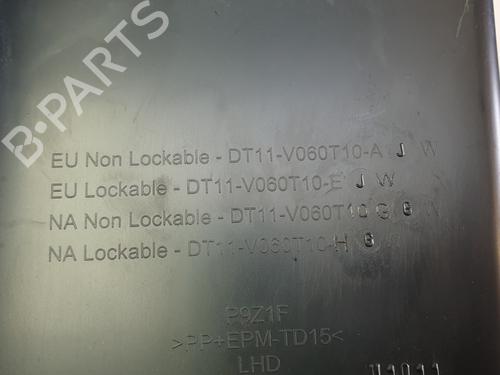 B-PARTS
EU Non Lockable - DT11-V060T10-A J W
EU Lockable - DT11-V060T10-E J W
NA Non Lockable - DT11-V060T10 G G W
NA Lockable - DT11-V060T10-H G
P9Z1F
>PP+EPM-TD15<
LHD